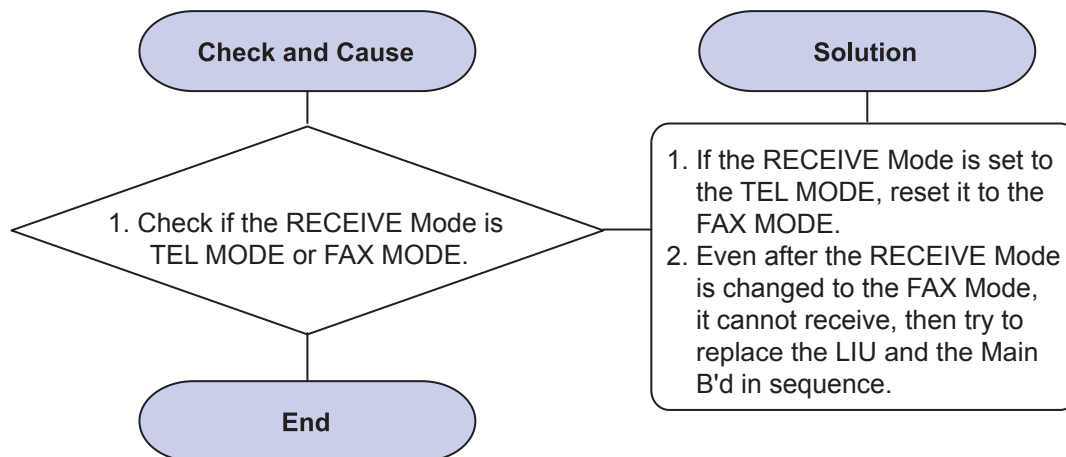 Check and Cause
1. Check if the RECEIVE Mode is
TEL MODE or FAX MODE.
End
Solution
1. If the RECEIVE Mode is set to
the TEL MODE, reset it to the
FAX MODE.
2. Even after the RECEIVE Mode
is changed to the FAX Mode,
it cannot receive, then try to
replace the LIU and the Main
B'd in sequence.